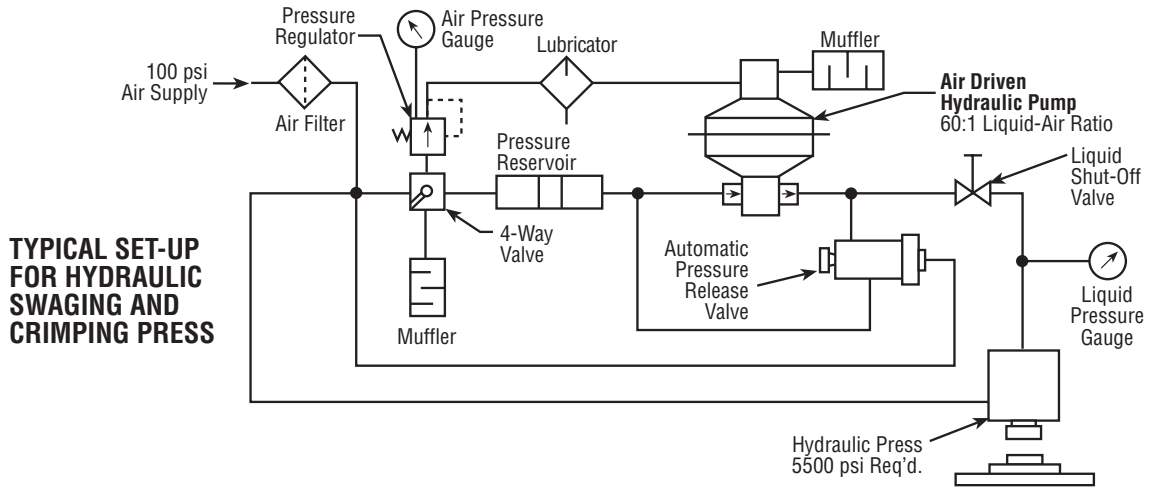 Pressure
Regulator
Air Pressure
Gauge
Lubricator
Muffler
100 psi
Air Supply
Air Filter
Air Driven
Hydraulic Pump
60:1 Liquid-Air Ratio
Pressure
Reservoir
Liquid
Shut-Off
Valve
4-Way
Valve
Automatic
Pressure
Release
Valve
TYPICAL SET-UP
FOR HYDRAULIC
SWAGING AND
CRIMPING PRESS
Muffler
Liquid
Pressure
Gauge
Hydraulic Press
5500 psi Req'd.